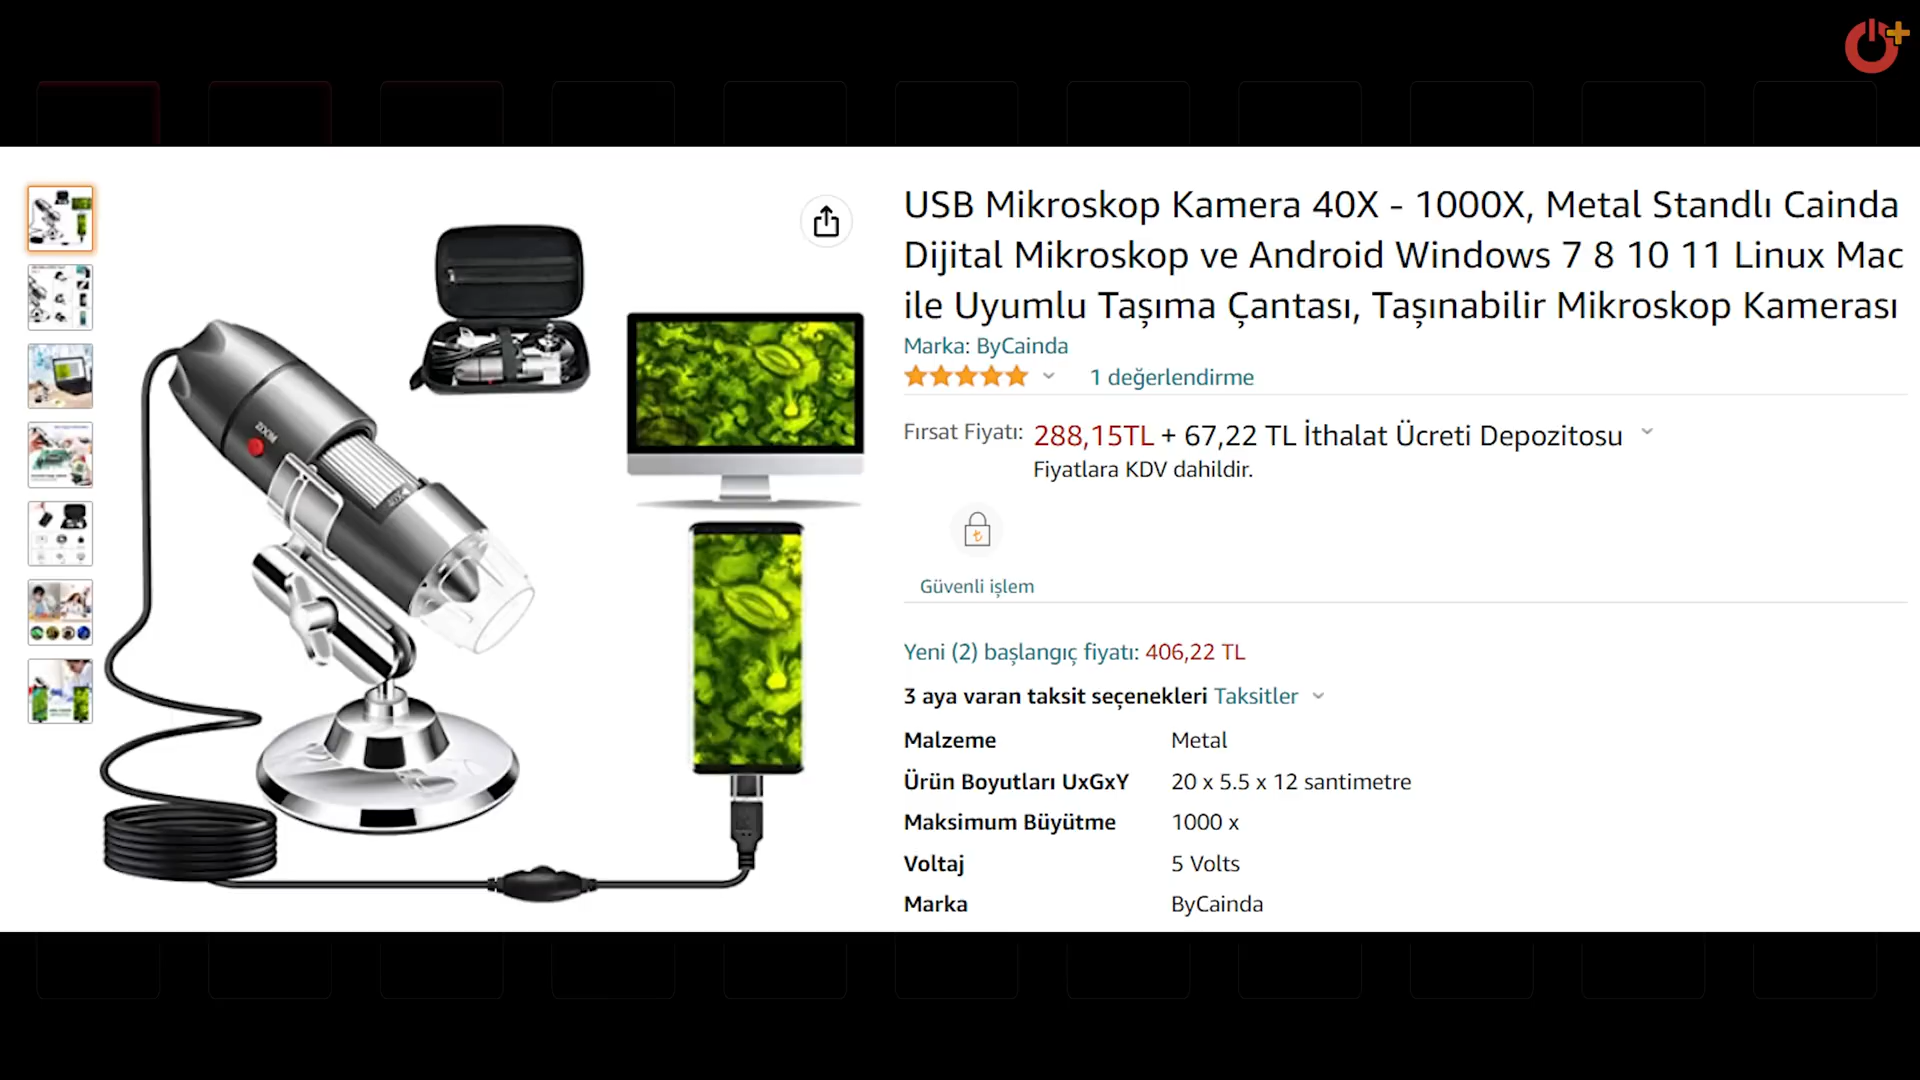 USB Mikroskop Kamera 40X - 1000X, Metal Standlı Cainda
Dijital Mikroskop ve Android Windows 7 8 10 11 Linux Mac
ile Uyumlu Taşıma Çantası, Taşınabilir Mikroskop Kamerası
Marka: ByCainda
1 değerlendirme
Fırsat Fiyatı: 288,15TL + 67,22 TL İthalat Ücreti Depozitosu
Fiyatlara KDV dahildir.
Güvenli işlem
Yeni (2) başlangıç fiyatı: 406,22 TL
3 aya varan taksit seçenekleri Taksitler
Malzeme Metal
Ürün Boyutları UxGxY 20 x 5.5 x 12 santimetre
Maksimum Büyütme 1000 x
Voltaj 5 Volts
Marka ByCainda
ZOOM